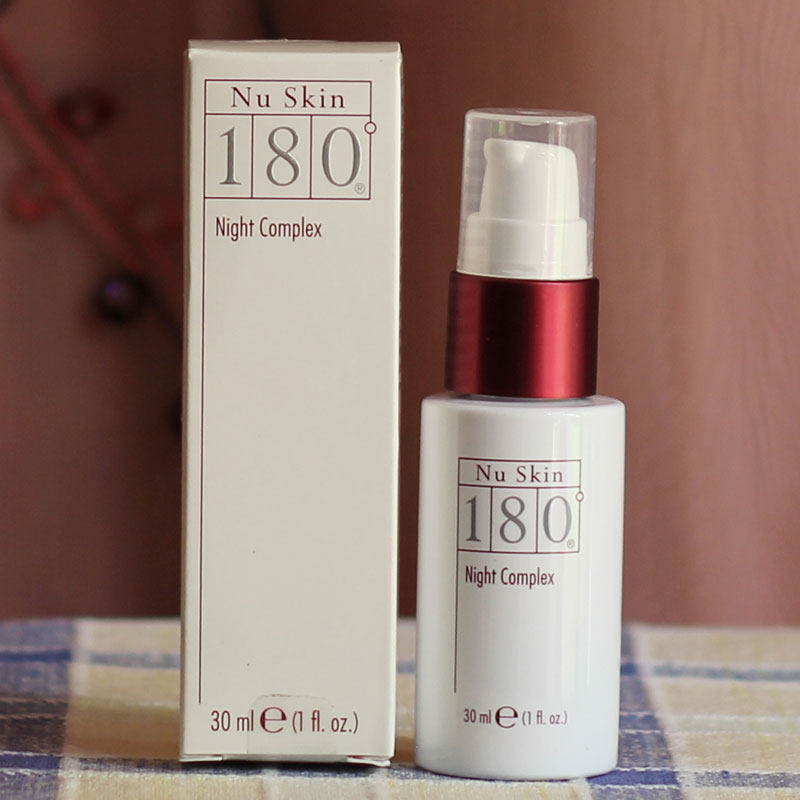 Nu Skin
180°®
Night Complex
30 ml ℮ (1 fl. oz.)
Nu Skin
180°®
Night Complex
30 ml ℮ (1 fl. oz.)